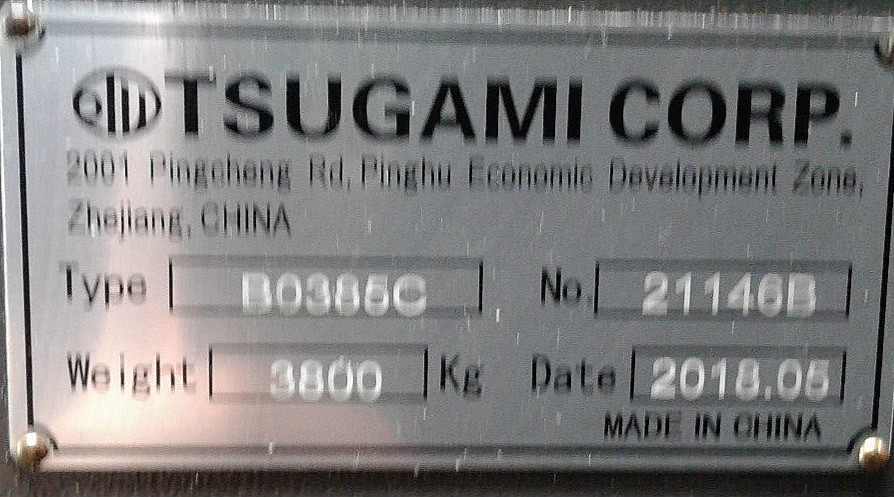 TSUGAMI CORP.
2001 Pingcheng Rd, Pinghu Economic Development Zone,
Zhejiang, CHINA
Type B0385C No. 21146B
Weight 3800 Kg Date 2018.05
MADE IN CHINA